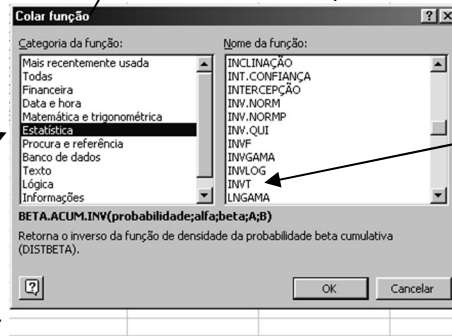 Colar função
Categoria da função:
Nome da função:
Mais recentemente usada
Todas
Financeira
Data e hora
Matemática e trigonométrica
Estatística
Procura e referência
Banco de dados
Texto
Lógica
Informações
INCLINAÇÃO
INT.CONFIANÇA
INTERCEPÇÃO
INV.NORM
INV.NORMP
INV.QUI
INVF
INVGAMA
INVLOG
INVT
LNGAMA
BETA.ACUM.INV(probabilidade;alfa;beta;A;B)
Retorna o inverso da função de densidade da probabilidade beta cumulativa
(DISTBETA).
OK
Cancelar